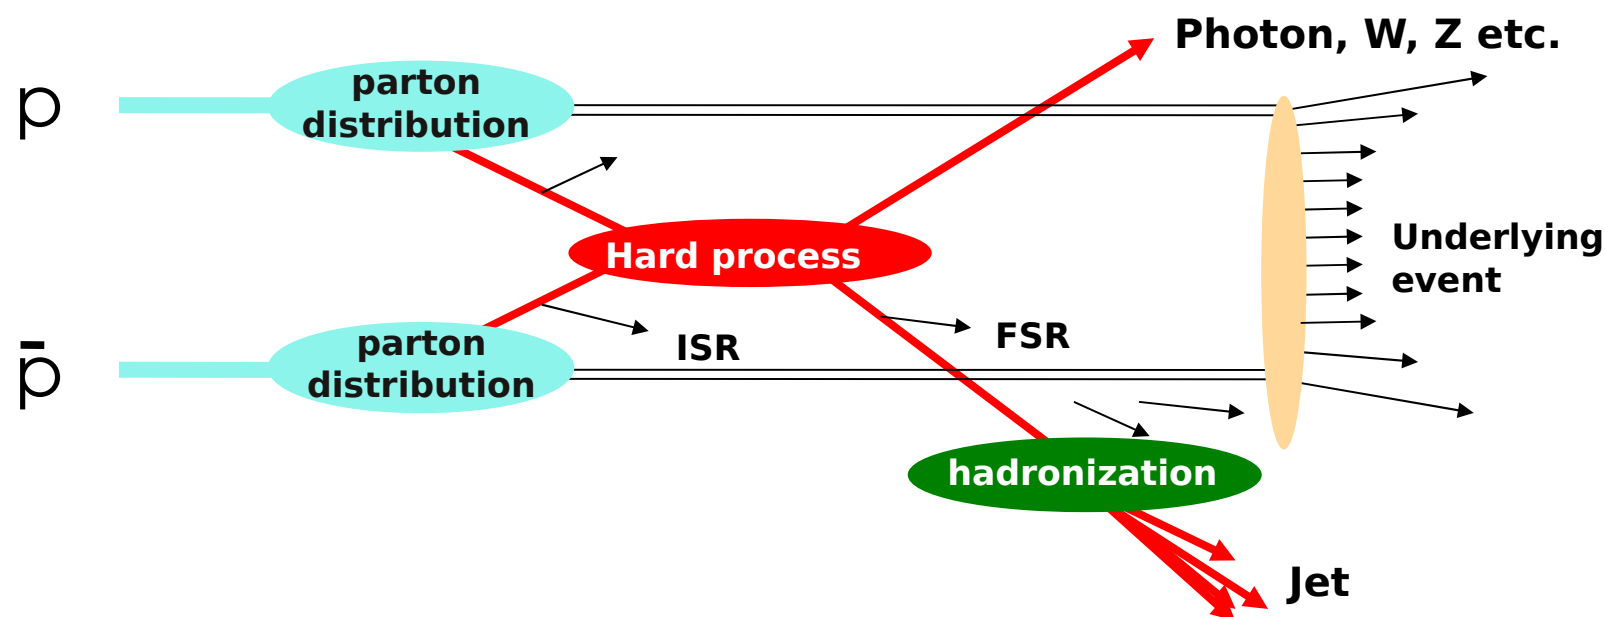 Photon, W, Z etc.
p
parton
distribution
Underlying
event
Hard process
ISR
FSR
p̄
parton
distribution
hadronization
Jet